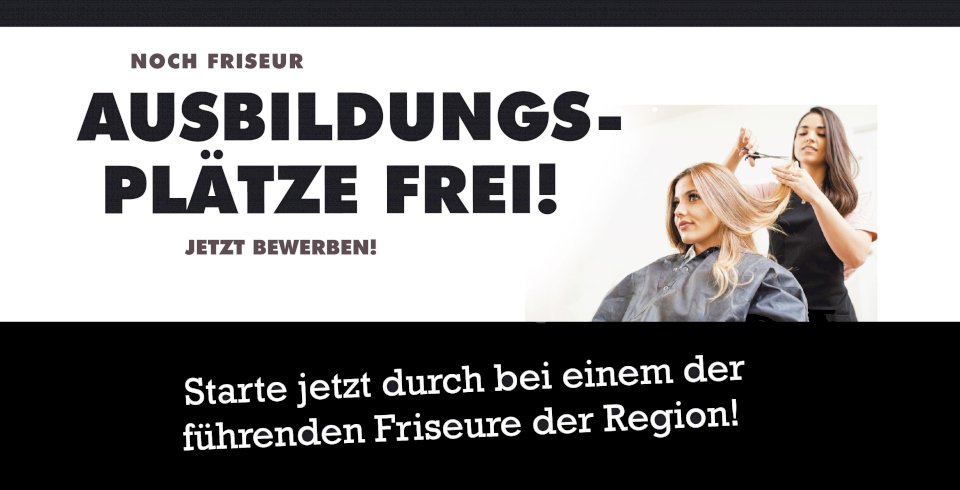 NOCH FRISEUR
AUSBILDUNGS-
PLÄTZE FREI!
JETZT BEWERBEN!
Starte jetzt durch bei einem der
führenden Friseure der Region!